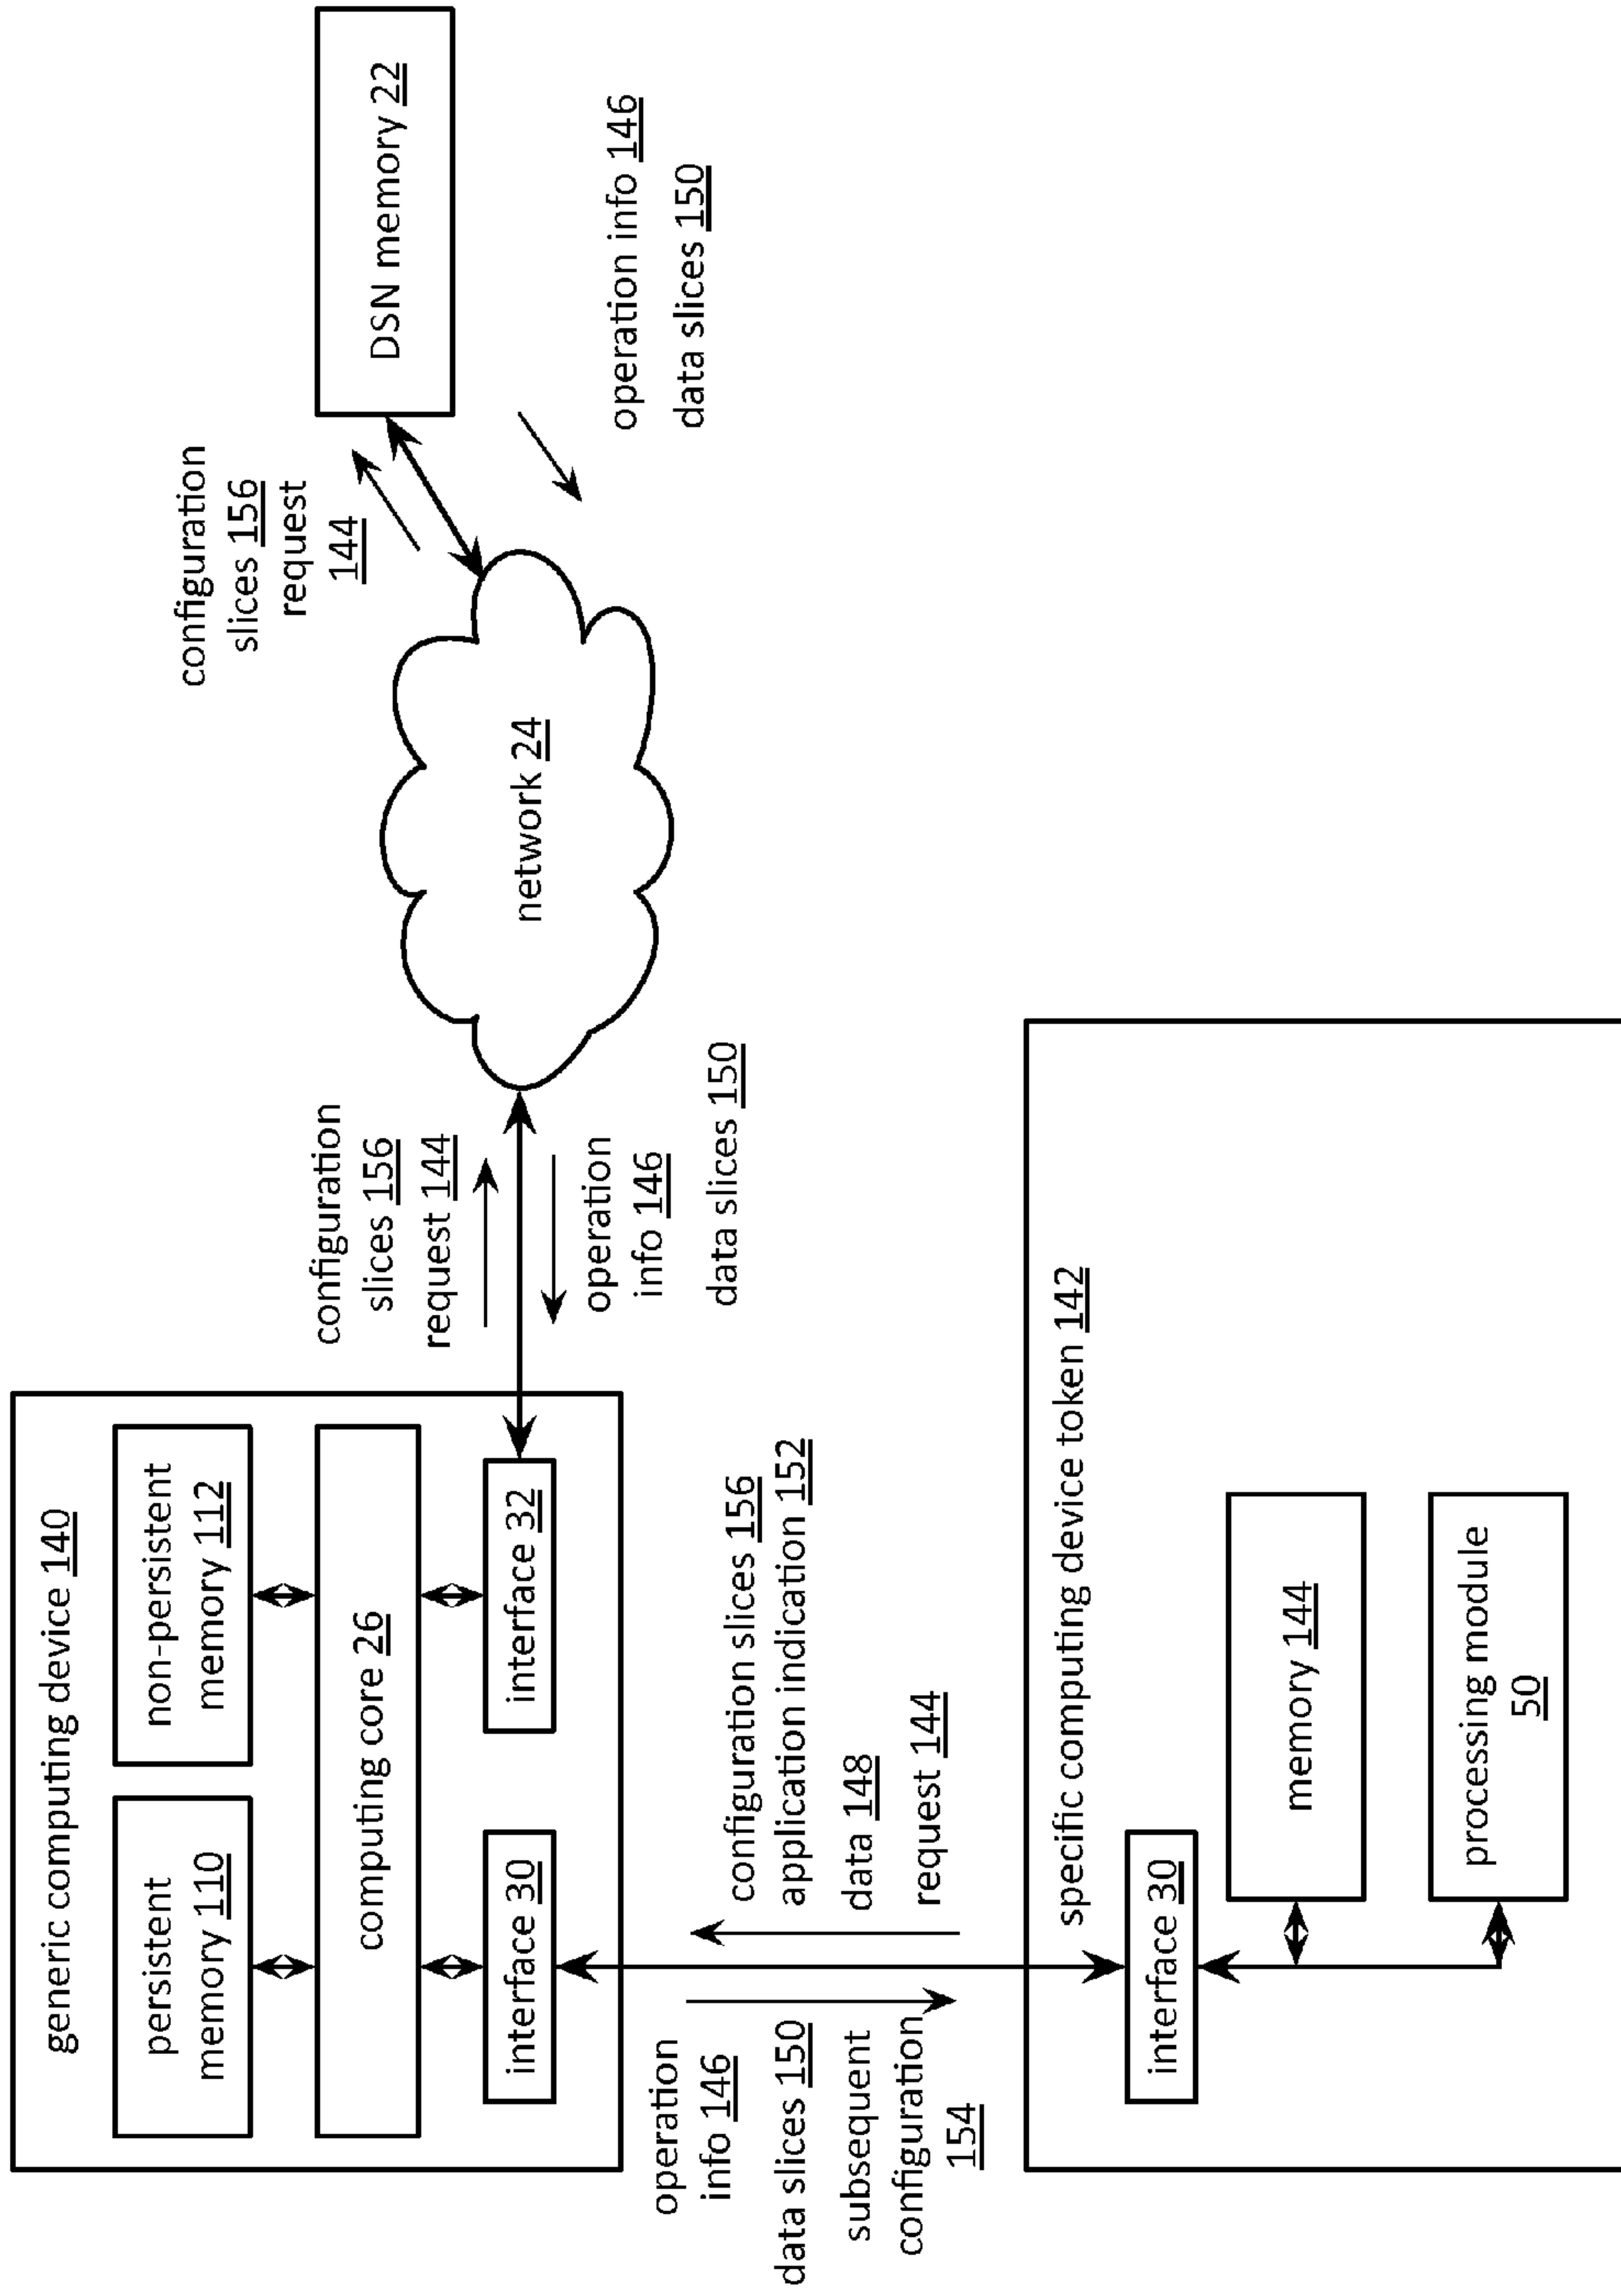 generic computing device 140
persistent
memory 110
non-persistent
memory 112
computing core 26
interface 30
interface 32
configuration
slices 156
request 144
operation
info 146
data slices 150
network 24
configuration
slices 156
request
144
DSN memory 22
operation info 146
data slices 150
operation
info 146
data slices 150
subsequent
configuration
154
configuration slices 156
application indication 152
data 148
request 144
specific computing device token 142
interface 30
memory 144
processing module
50